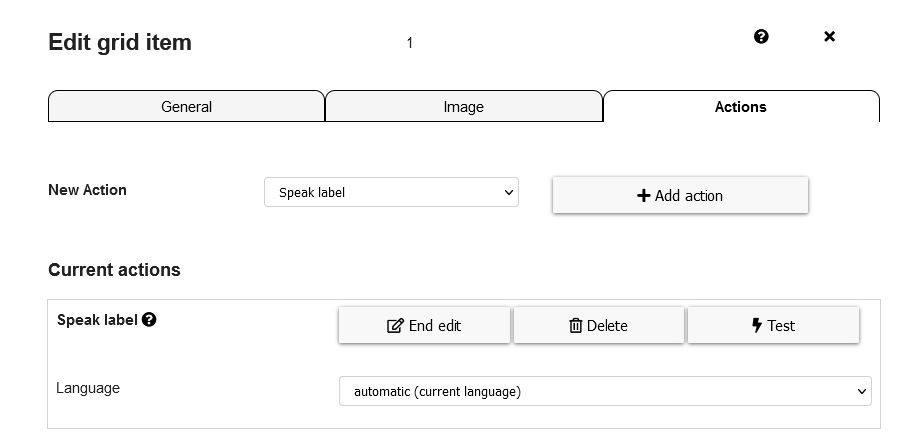 Edit grid item 1
General Image Actions
New Action Speak label Add action
Current actions
Speak label End edit Delete Test
Language automatic (current language)